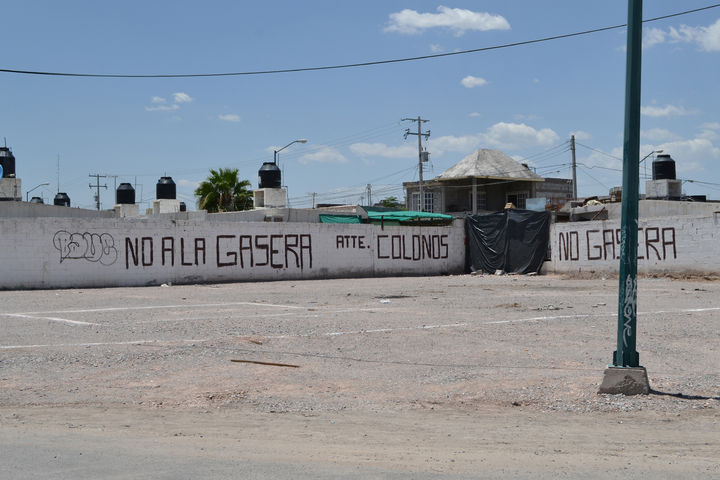 NO A LA GASERA ATTE. COLONOS
NO GASERA